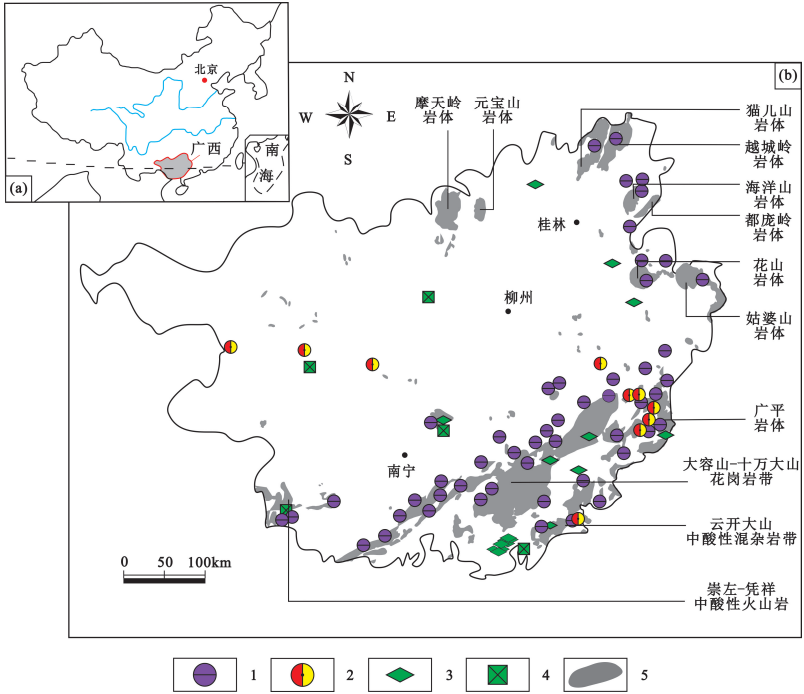 北京
广西
南
海
(a)
(b)
N
W
E
S
摩天岭
岩体
元宝山
岩体
猫儿山
岩体
越城岭
岩体
海洋山
岩体
都庞岭
岩体
花山
岩体
姑婆山
岩体
广平
岩体
大容山-十万大山
花岗岩带
云开大山
中酸性混杂岩带
崇左-凭祥
中酸性火山岩
桂林
柳州
南宁
0 50 100km
1 2 3 4 5